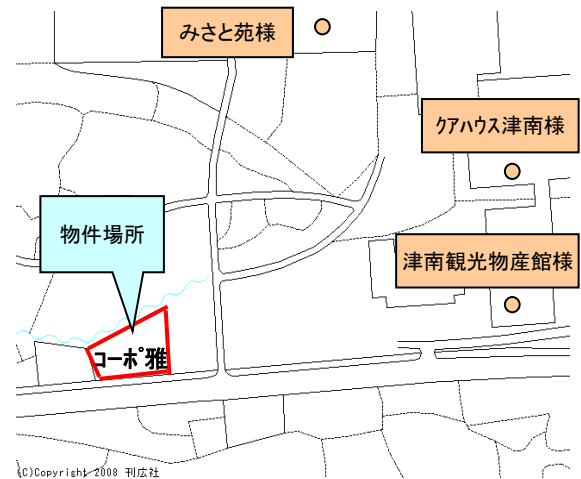 みさと苑様
クアハウス津南様
物件場所
津南観光物産館様
コーポ雅
(C)Copyright 2008 刊広社